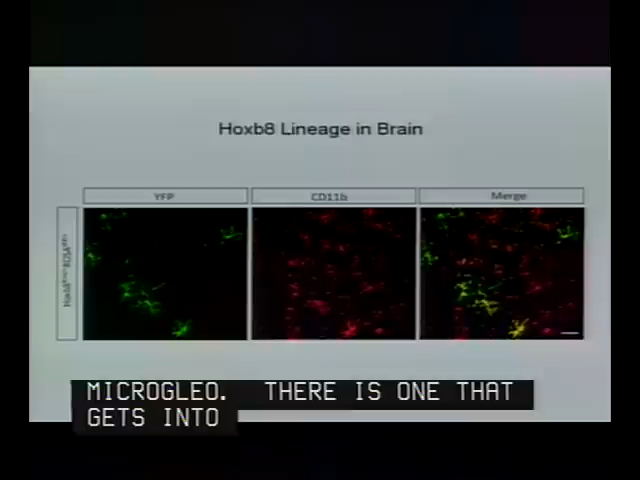 Hoxb8 Lineage in Brain
YFP
CD11b
Merge
MICROGLEO. THERE IS ONE THAT
GETS INTO